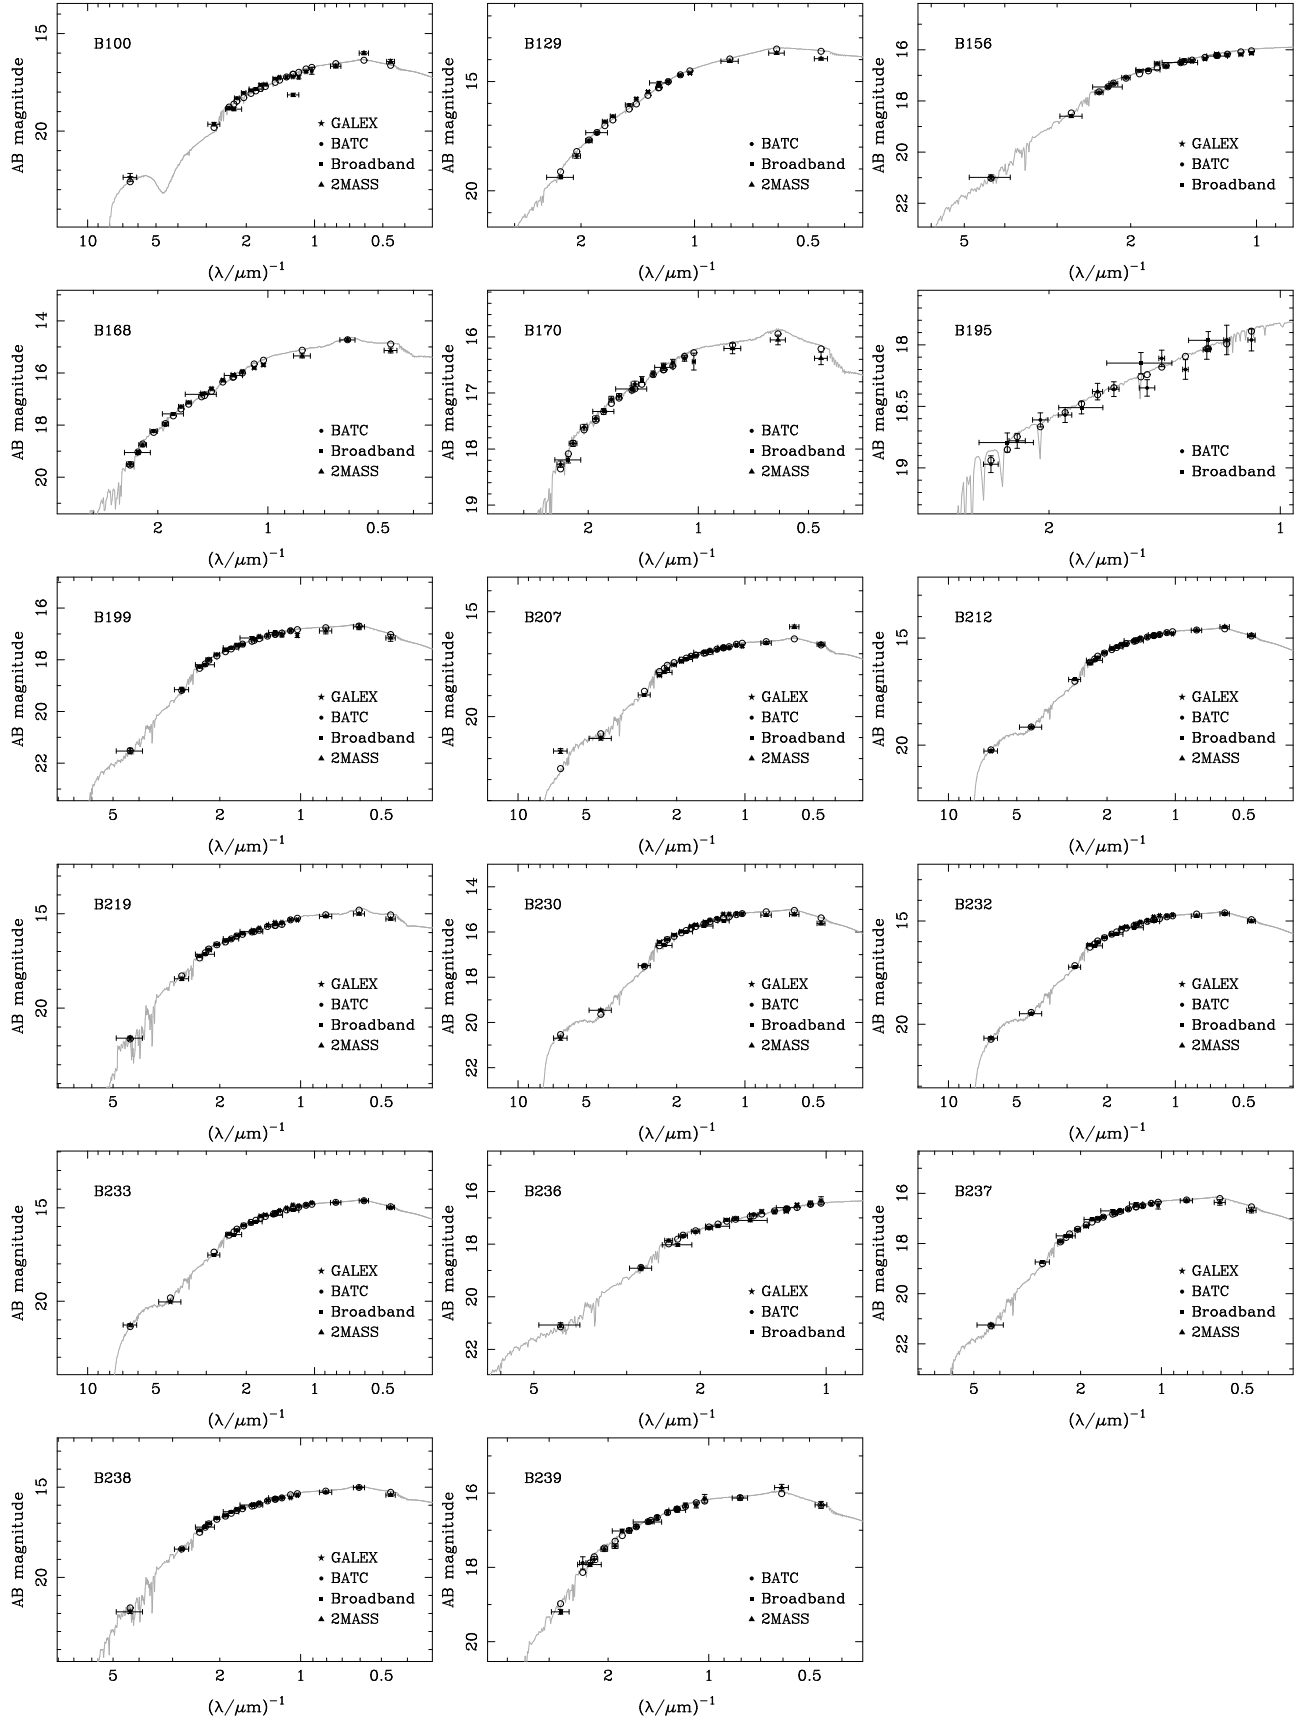 B100
GALEX
BATC
Broadband
2MASS
15
20
AB magnitude
10 5 2 1 0.5
(λ/μm)⁻¹
B129
BATC
Broadband
2MASS
15
20
AB magnitude
2 1 0.5
(λ/μm)⁻¹
B156
GALEX
BATC
Broadband
16
18
20
22
AB magnitude
5 2 1
(λ/μm)⁻¹
B168
BATC
Broadband
2MASS
14
16
18
20
AB magnitude
2 1 0.5
(λ/μm)⁻¹
B170
BATC
Broadband
2MASS
16
17
18
19
AB magnitude
2 1 0.5
(λ/μm)⁻¹
B195
BATC
Broadband
18
18.5
19
AB magnitude
2 1
(λ/μm)⁻¹
B199
GALEX
BATC
Broadband
2MASS
16
18
20
22
AB magnitude
5 2 1 0.5
(λ/μm)⁻¹
B207
GALEX
BATC
Broadband
2MASS
15
20
AB magnitude
10 5 2 1 0.5
(λ/μm)⁻¹
B212
GALEX
BATC
Broadband
2MASS
15
20
AB magnitude
10 5 2 1 0.5
(λ/μm)⁻¹
B219
GALEX
BATC
Broadband
2MASS
15
20
AB magnitude
5 2 1 0.5
(λ/μm)⁻¹
B230
GALEX
BATC
Broadband
2MASS
14
16
18
20
22
AB magnitude
10 5 2 1 0.5
(λ/μm)⁻¹
B232
GALEX
BATC
Broadband
2MASS
15
20
AB magnitude
10 5 2 1 0.5
(λ/μm)⁻¹
B233
GALEX
BATC
Broadband
2MASS
15
20
AB magnitude
10 5 2 1 0.5
(λ/μm)⁻¹
B236
GALEX
BATC
Broadband
16
18
20
22
AB magnitude
5 2 1
(λ/μm)⁻¹
B237
GALEX
BATC
Broadband
2MASS
16
18
20
22
AB magnitude
5 2 1 0.5
(λ/μm)⁻¹
B238
GALEX
BATC
Broadband
2MASS
15
20
AB magnitude
5 2 1 0.5
(λ/μm)⁻¹
B239
BATC
Broadband
2MASS
16
18
20
AB magnitude
2 1 0.5
(λ/μm)⁻¹